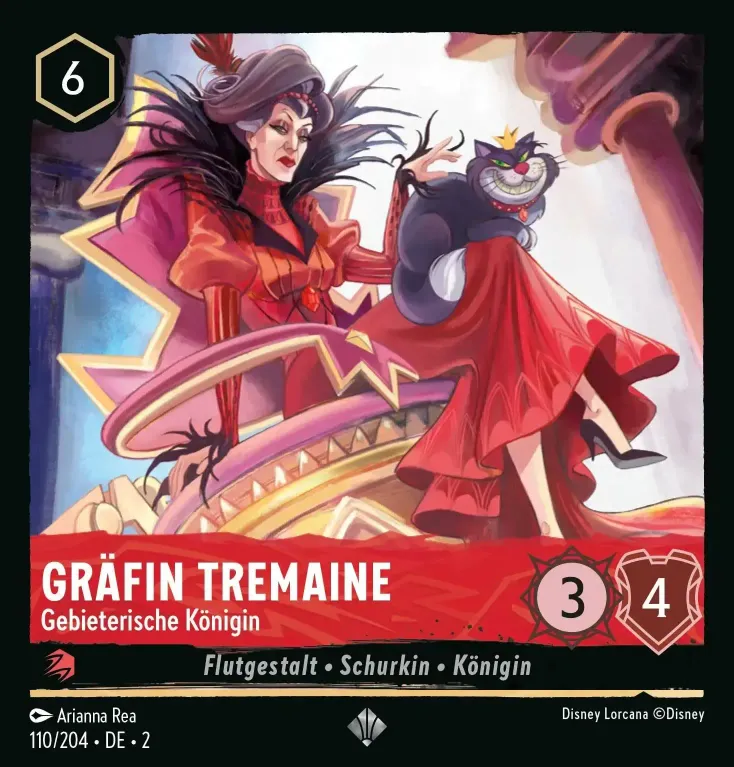 6
GRÄFIN TREMAINE
Gebieterische Königin
3
4
Flutgestalt • Schurkin • Königin
Arianna Rea
Disney Lorcana ©Disney
110/204 • DE • 2